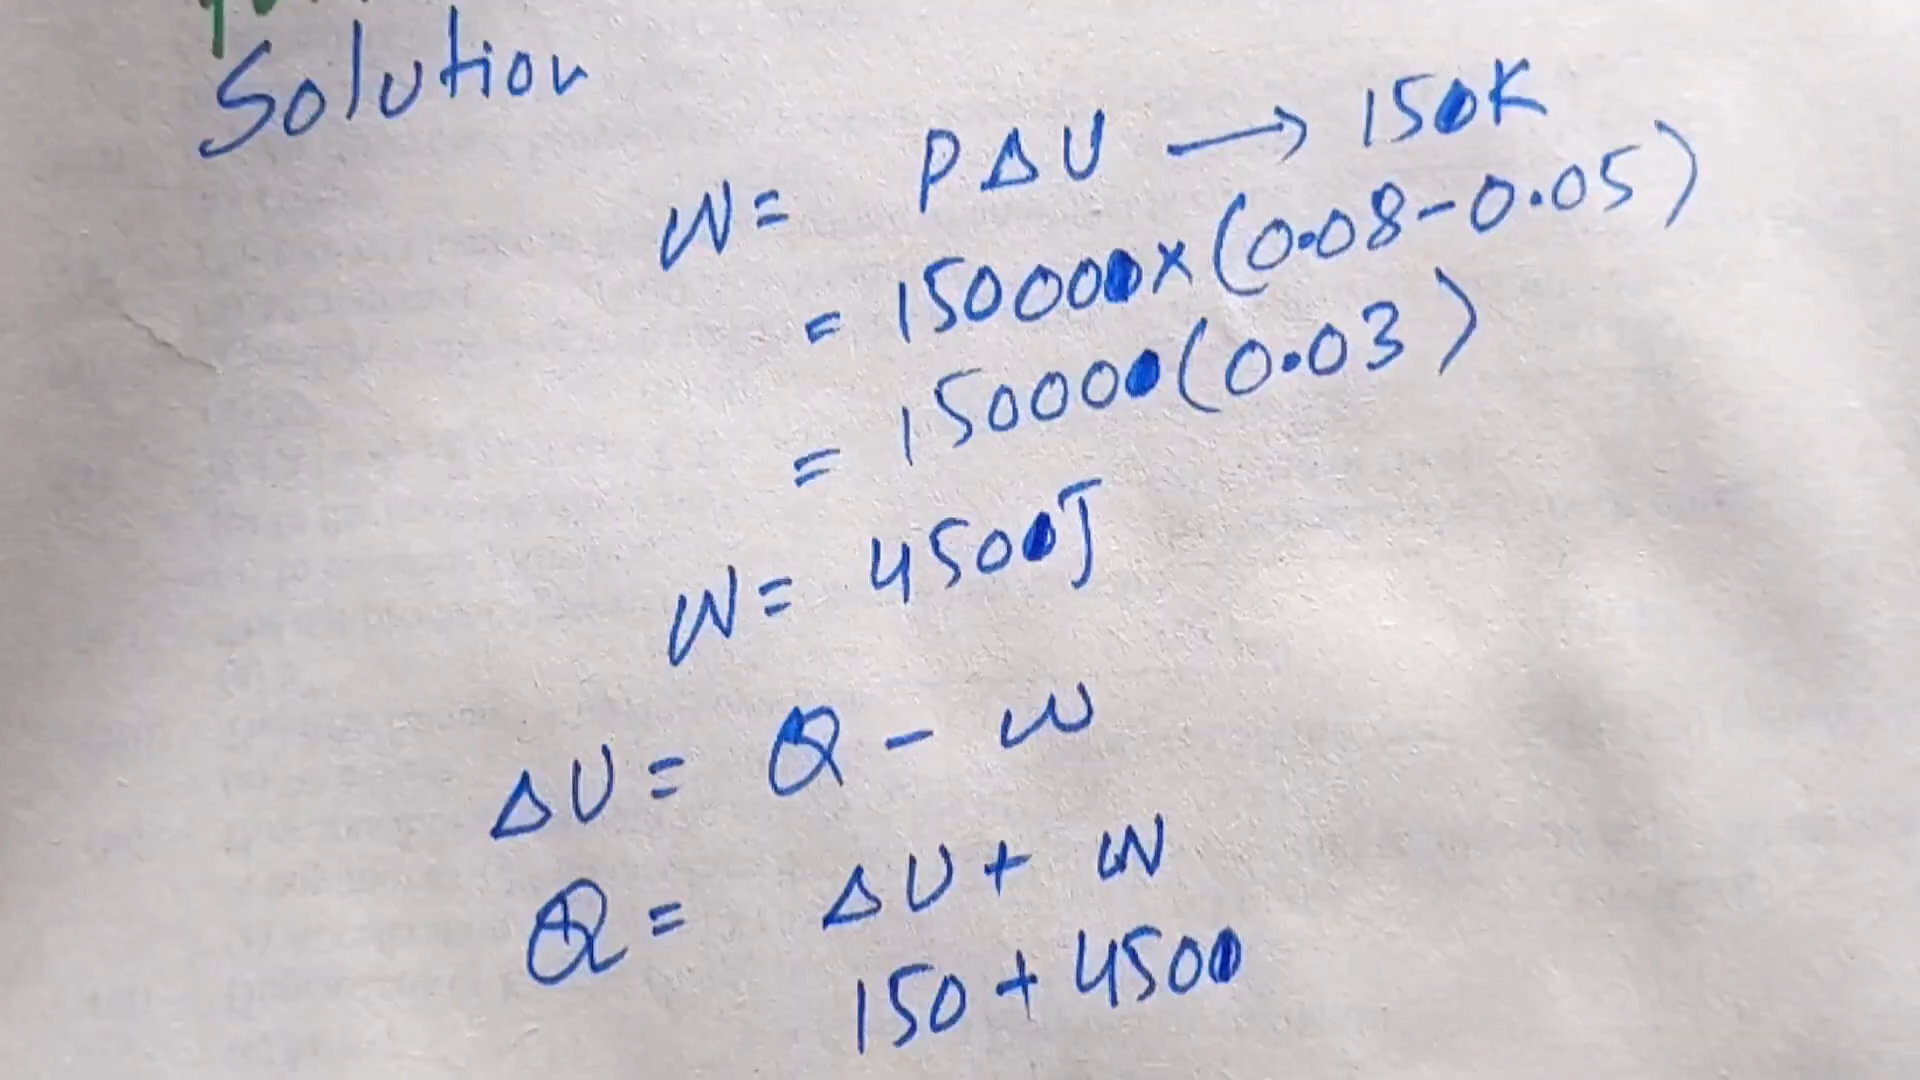 Solution
W = PΔU → 150K
= 150000×(0.08-0.05)
= 150000(0.03)
W = 4500J
ΔU = Q - W
Q = ΔU + W
150 + 4500